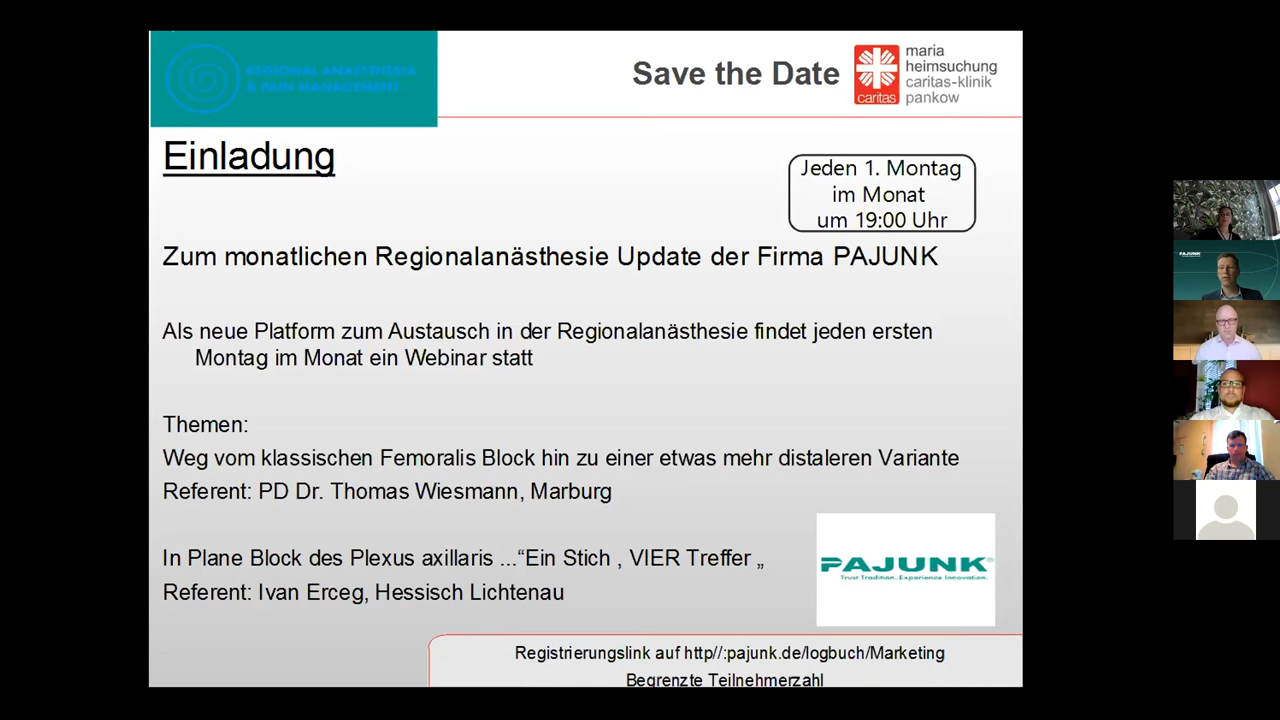 REGIONAL ANAESTHESIA
& PAIN MANAGEMENT
Save the Date
caritas
maria
heimsuchung
caritas-klinik
pankow
Einladung
Jeden 1. Montag
im Monat
um 19:00 Uhr
Zum monatlichen Regionalanästhesie Update der Firma PAJUNK
Als neue Platform zum Austausch in der Regionalanästhesie findet jeden ersten
Montag im Monat ein Webinar statt
Themen:
Weg vom klassischen Femoralis Block hin zu einer etwas mehr distaleren Variante
Referent: PD Dr. Thomas Wiesmann, Marburg
In Plane Block des Plexus axillaris ...“Ein Stich , VIER Treffer „
Referent: Ivan Erceg, Hessisch Lichtenau
PAJUNK®
Trust Tradition. Experience Innovation.
Registrierungslink auf http//:pajunk.de/logbuch/Marketing
Begrenzte Teilnehmerzahl
PAJUNK